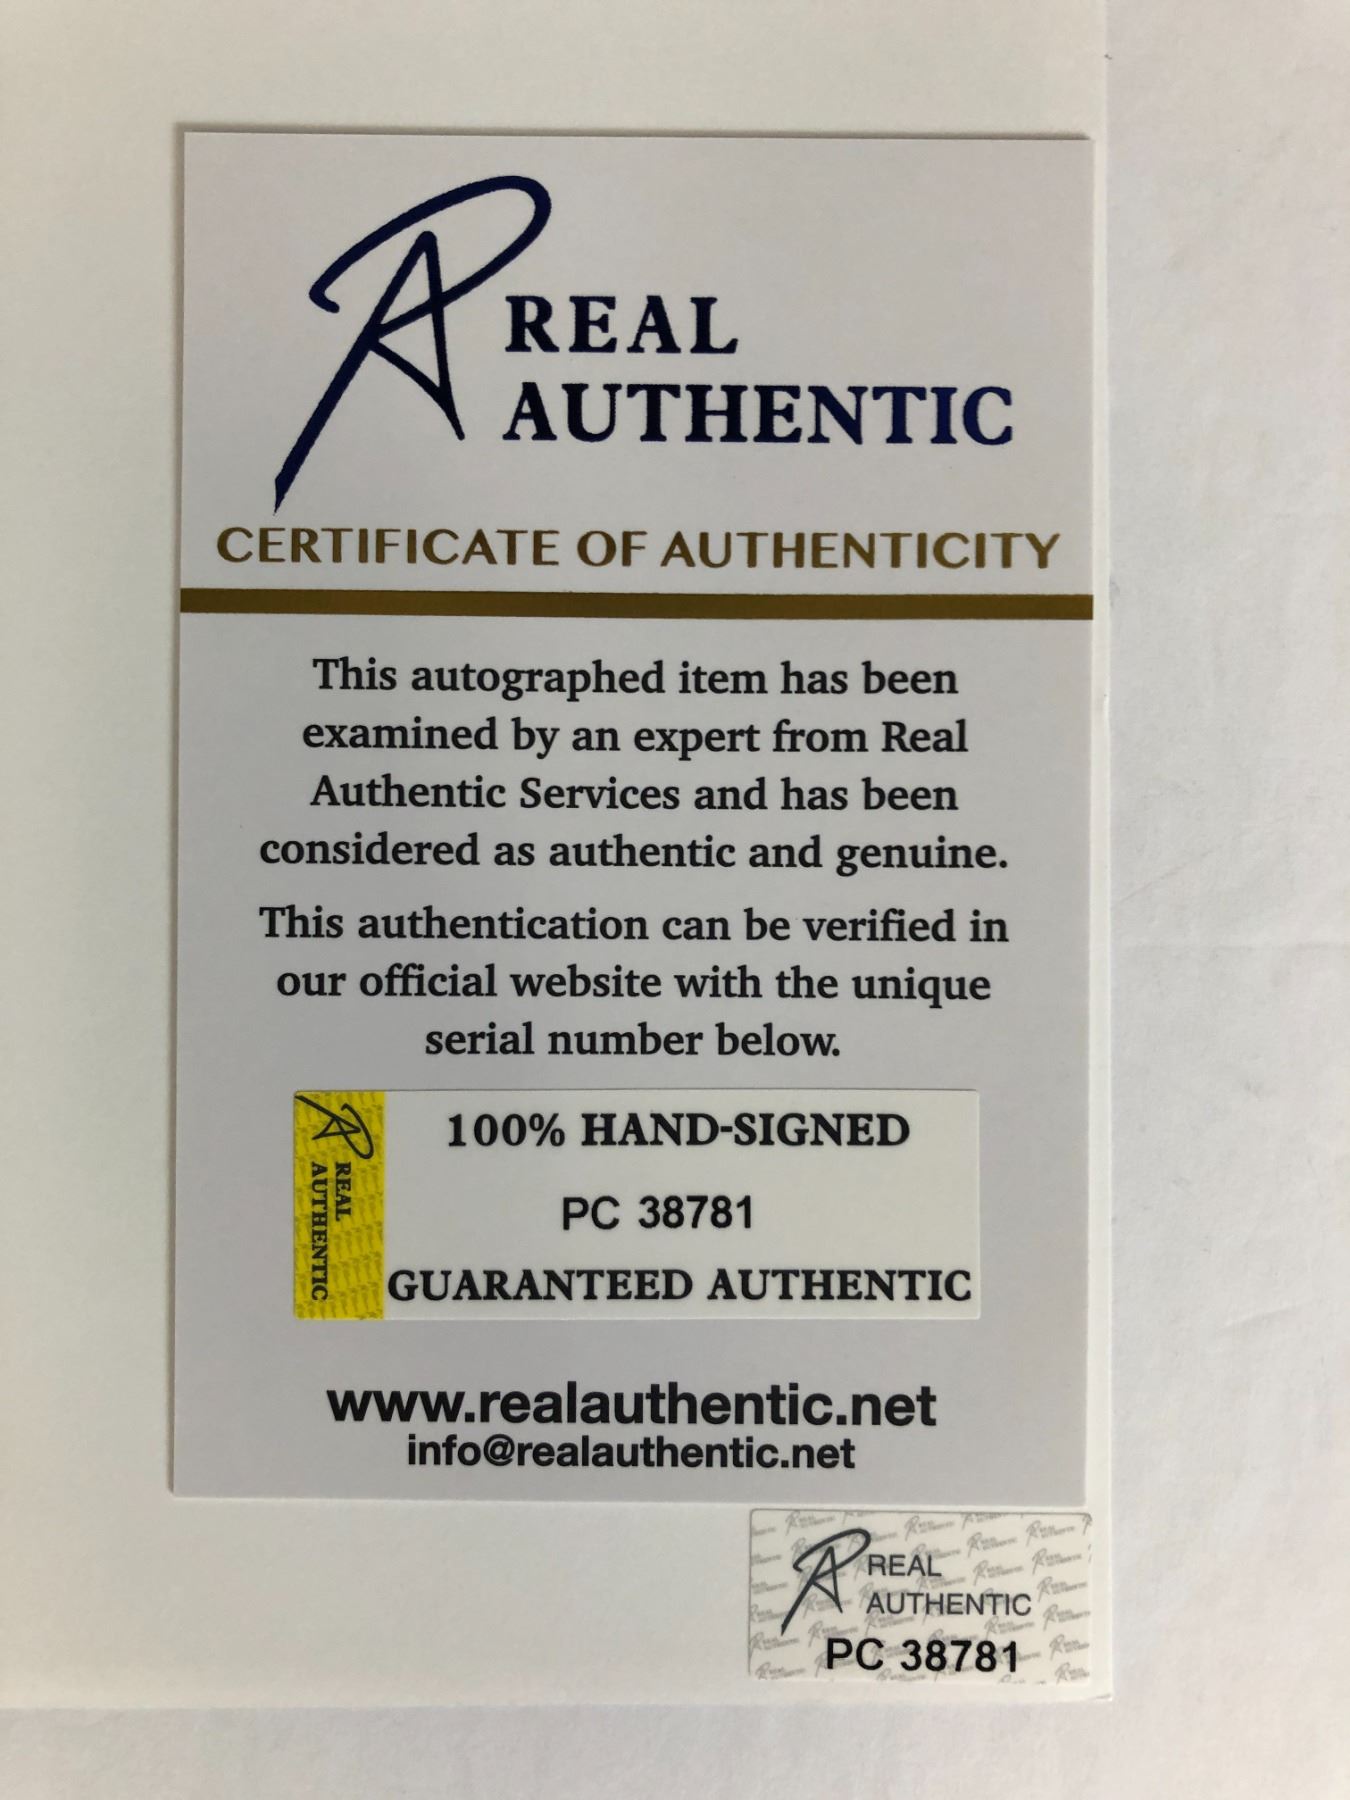 REAL
AUTHENTIC
CERTIFICATE OF AUTHENTICITY
This autographed item has been
examined by an expert from Real
Authentic Services and has been
considered as authentic and genuine.
This authentication can be verified in
our official website with the unique
serial number below.
REAL
AUTHENTIC
100% HAND-SIGNED
PC 38781
GUARANTEED AUTHENTIC
www.realauthentic.net
info@realauthentic.net
REAL
AUTHENTIC
PC 38781